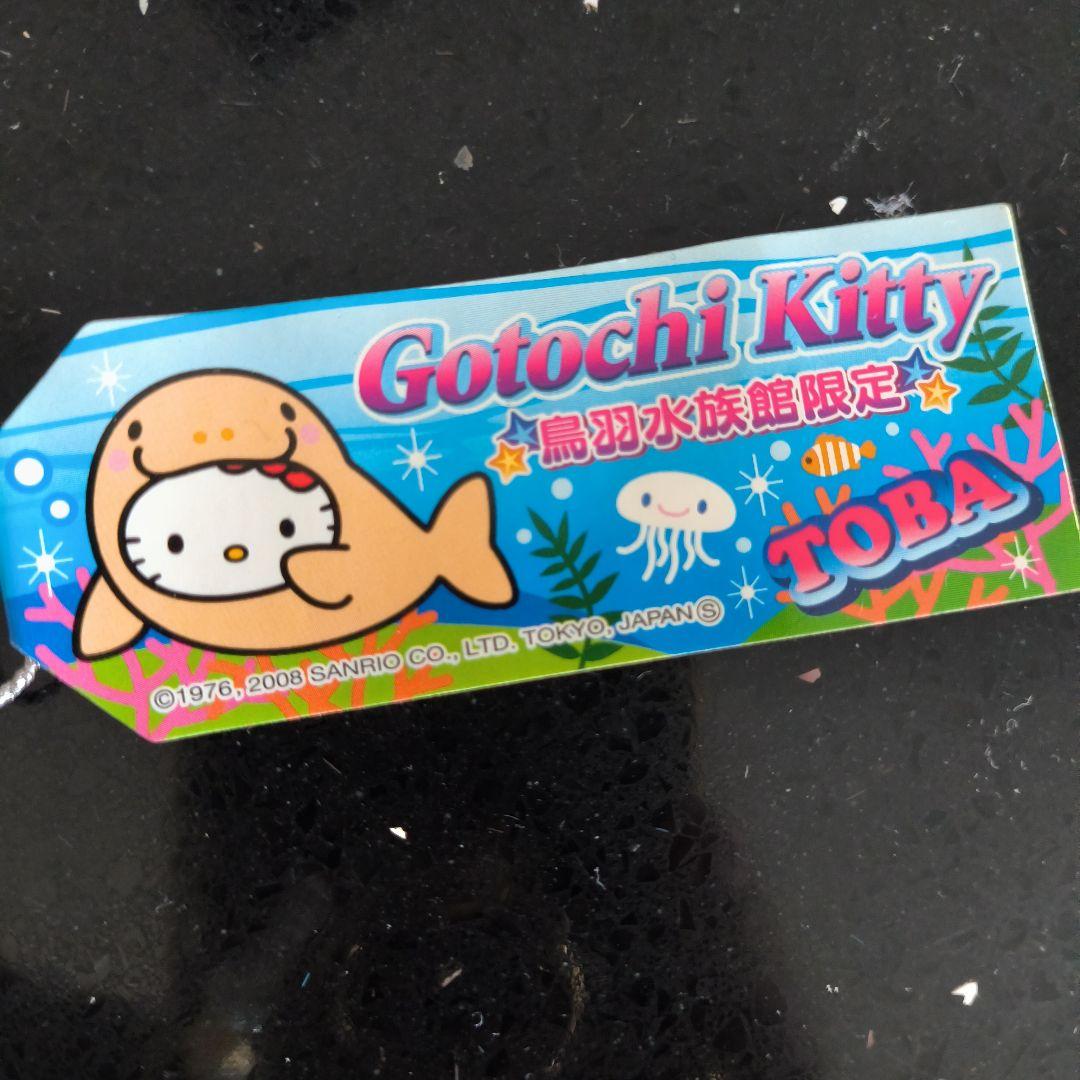 Gotochi Kitty
鳥羽水族館限定
TOBA
©1976, 2008 SANRIO CO., LTD. TOKYO, JAPAN Ⓢ